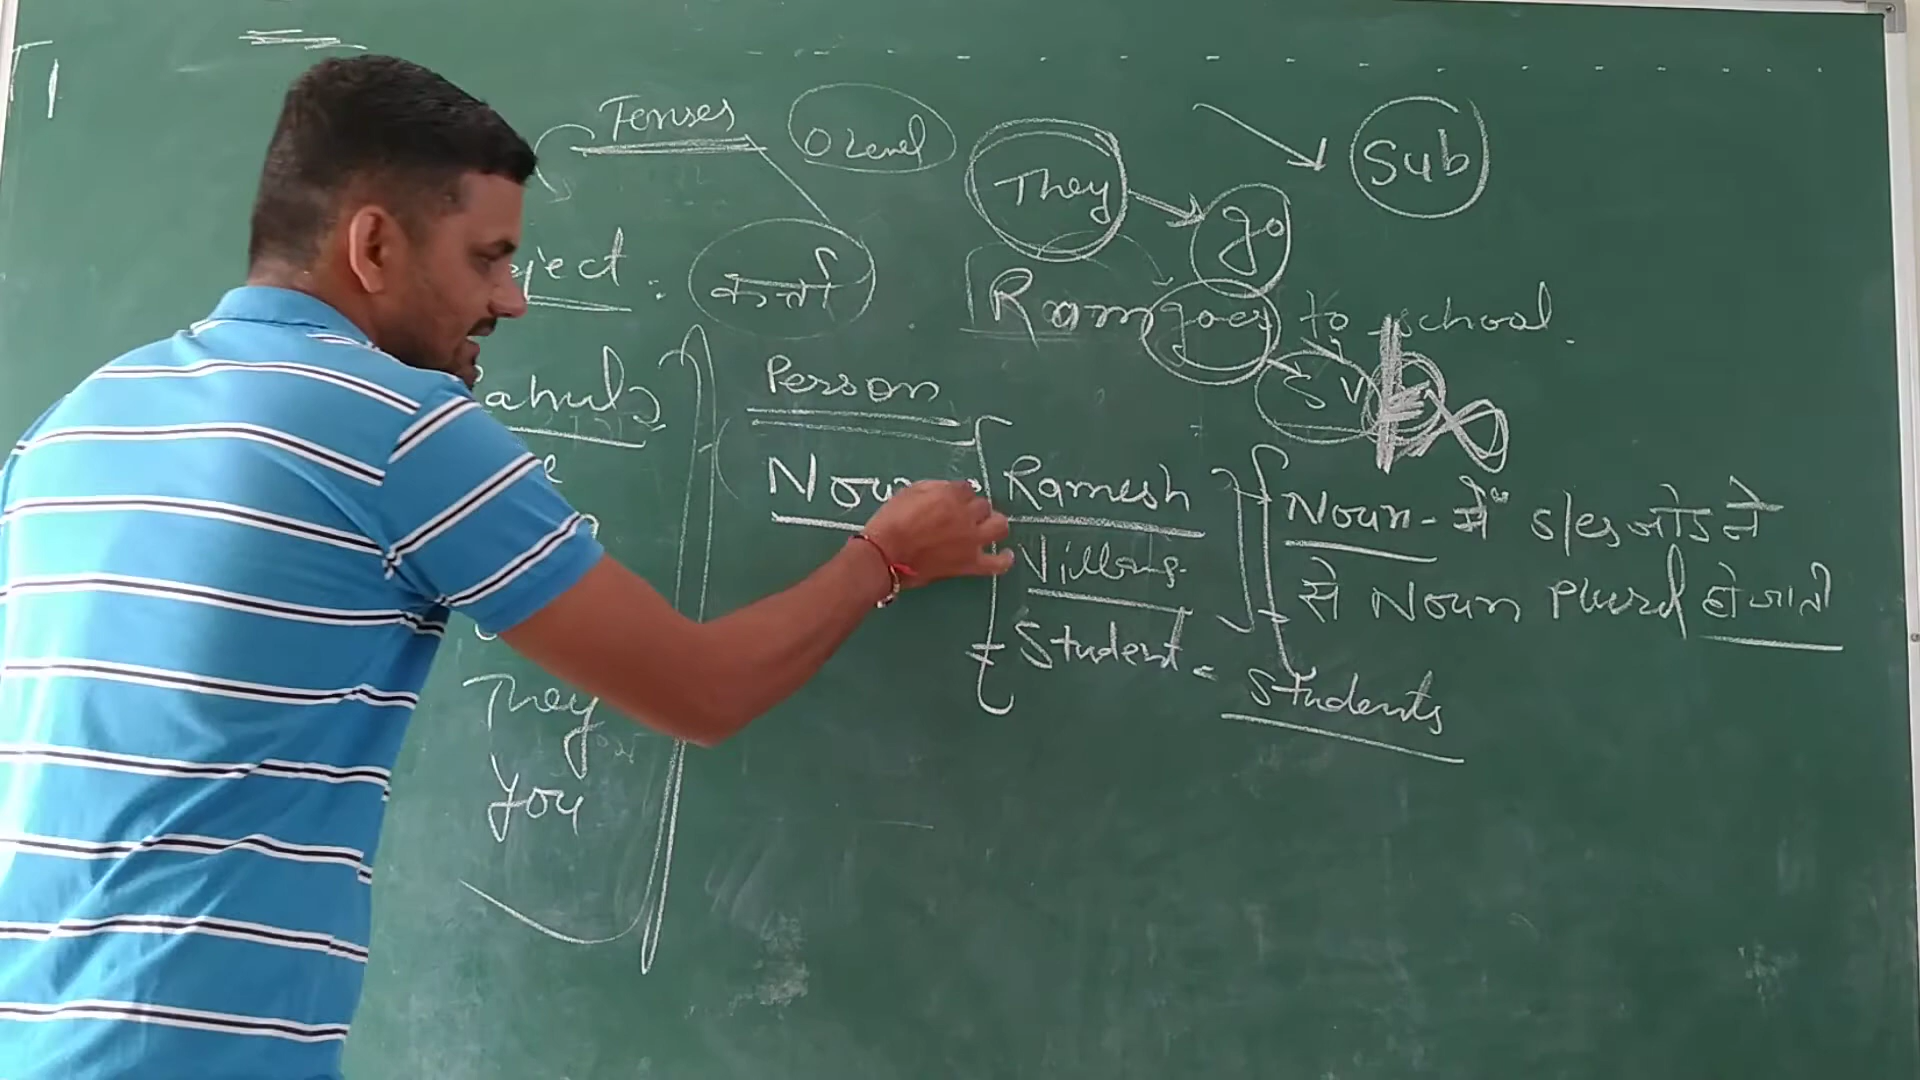 Tenses
O Level
They
go
Sub
ject : कर्ता
Ram goes to school.
S V
Person
Noun
Ramesh
Student = Students
Noun - में s/es जोडने
से Noun plural हो जाती
They
you